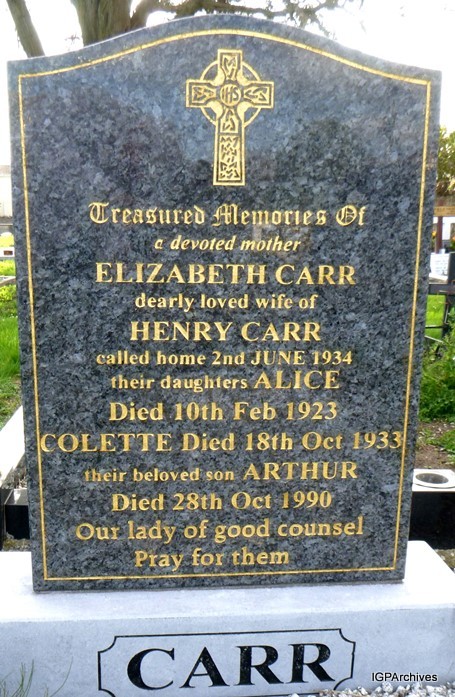 IHS
Treasured Memories Of
a devoted mother
ELIZABETH CARR
dearly loved wife of
HENRY CARR
called home 2nd JUNE 1934
their daughters ALICE
Died 10th Feb 1923
COLETTE Died 18th Oct 1933
their beloved son ARTHUR
Died 28th Oct 1990
Our lady of good counsel
Pray for them
CARR
IGPArchives